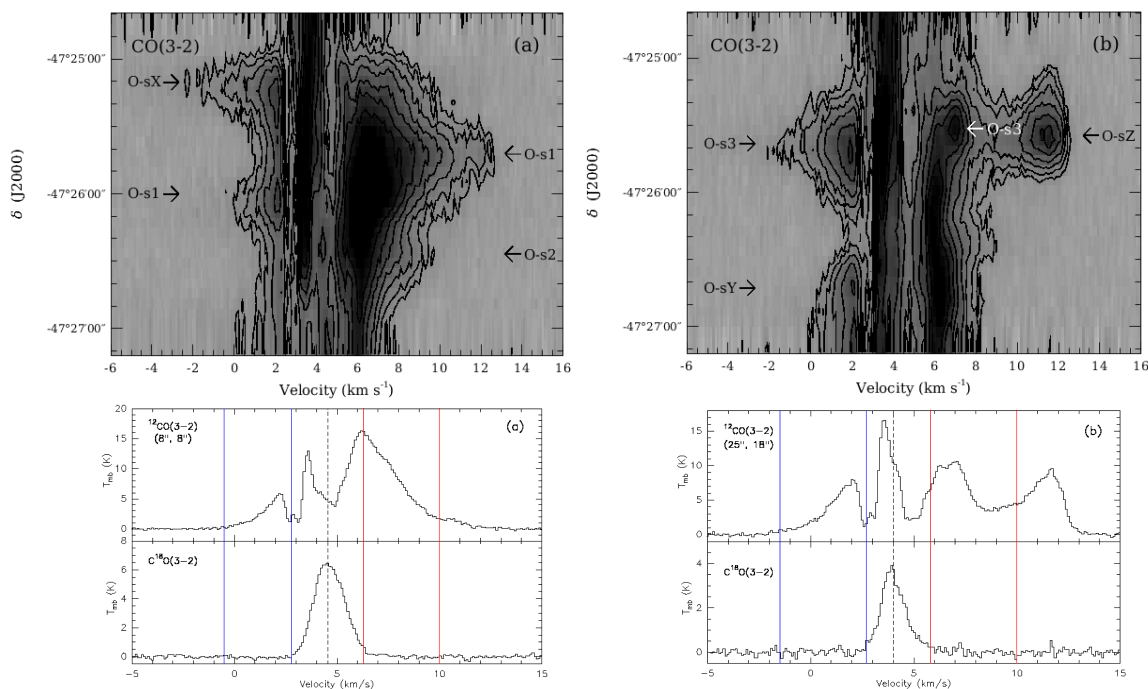 CO(3-2)
(a)
δ (J2000)
-47°25′00″
-47°26′00″
-47°27′00″
O-sX
O-s1
O-s1
O-s2
-6 -4 -2 0 2 4 6 8 10 12 14 16
Velocity (km s⁻¹)
CO(3-2)
(b)
δ (J2000)
-47°25′00″
-47°26′00″
-47°27′00″
O-s3
O-s3
O-sZ
O-sY
-6 -4 -2 0 2 4 6 8 10 12 14 16
Velocity (km s⁻¹)
¹²CO(3−2)
(8", 8")
(a)
Tmb (K)
20
15
10
5
0
C¹⁸O(3−2)
Tmb (K)
8
6
4
2
0
−5 0 5 10 15
Velocity (km/s)
¹²CO(3−2)
(25", 18")
(b)
Tmb (K)
15
10
5
0
C¹⁸O(3−2)
Tmb (K)
4
2
0
−5 0 5 10 15
Velocity (km/s)